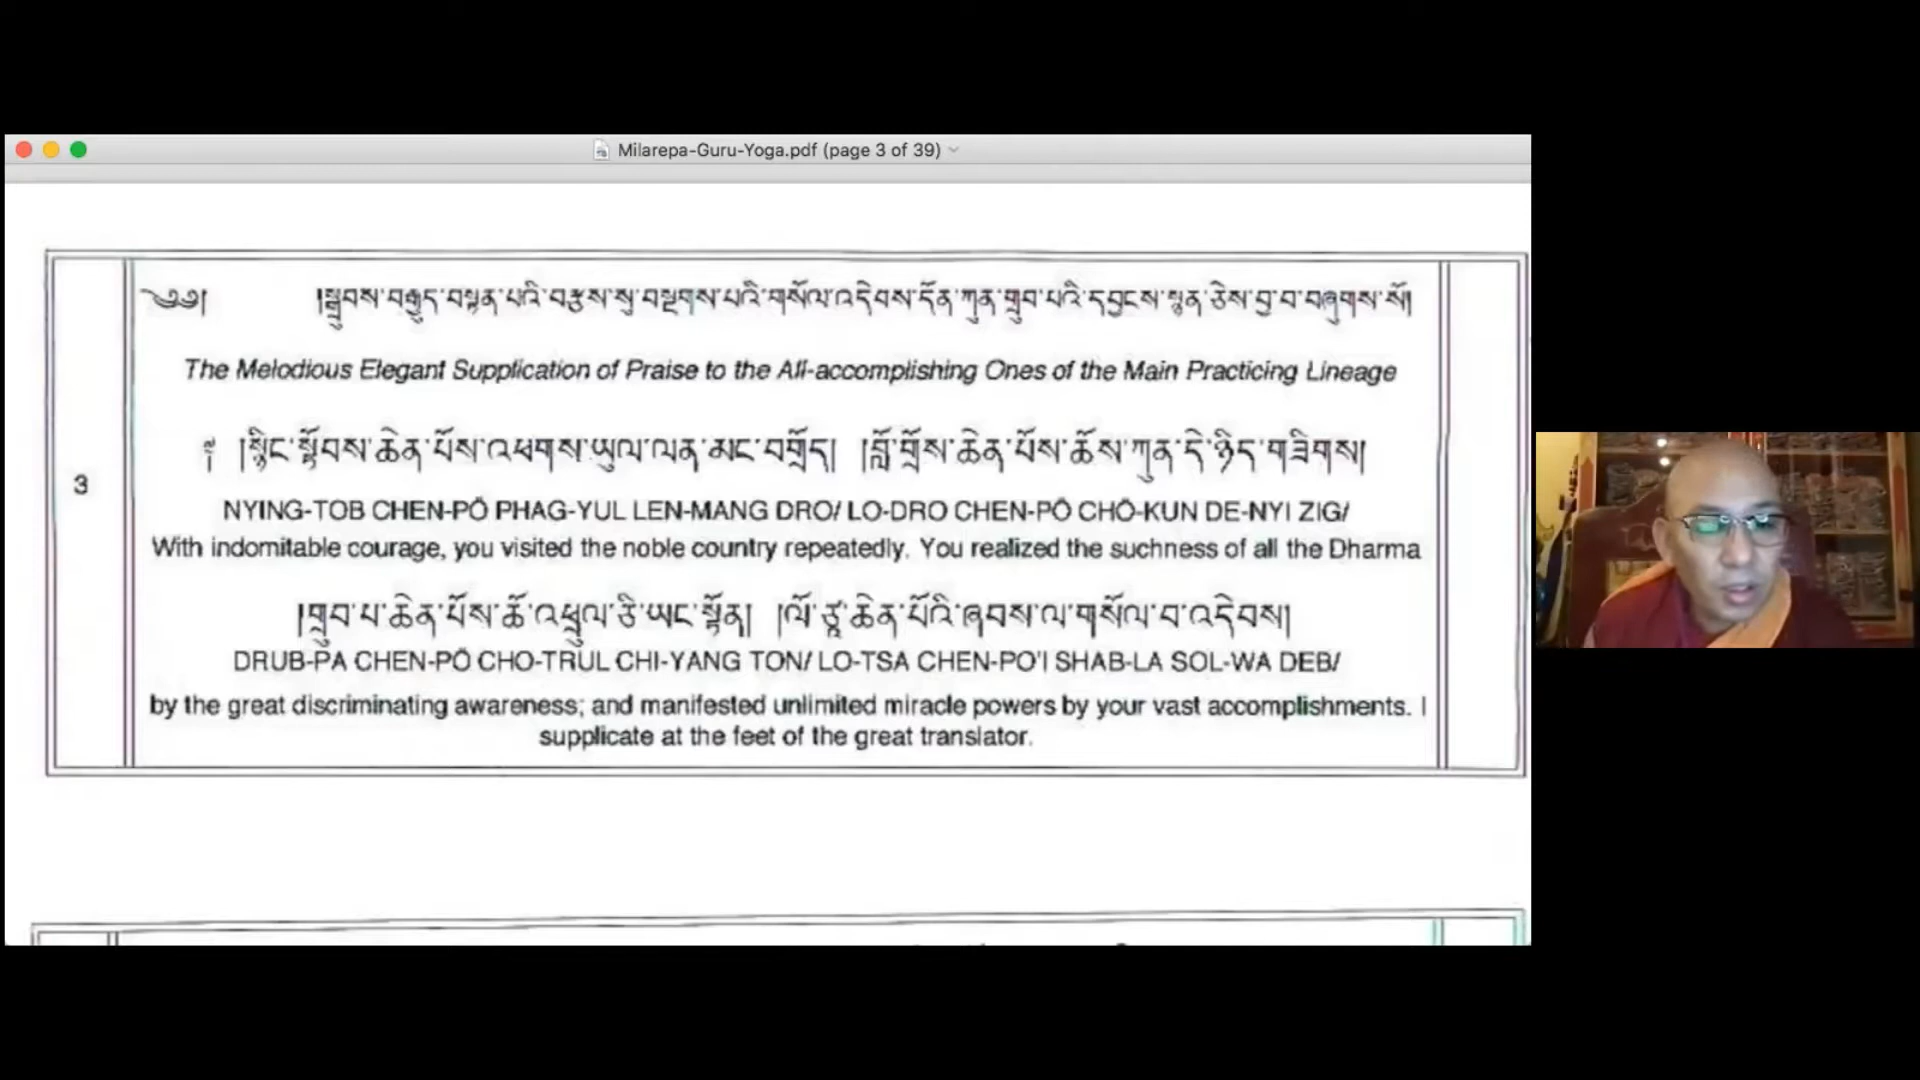 Milarepa-Guru-Yoga.pdf (page 3 of 39)
༄༅། །སྒྲུབ་བརྒྱུད་བསྟན་པའི་བརྩམས་སུ་བསྔགས་པའི་གསོལ་འདེབས་དོན་ཀུན་གྲུབ་པའི་དབྱངས་སྙན་ཅེས་བྱ་བ་བཞུགས་སོ།
The Melodious Elegant Supplication of Praise to the All-accomplishing Ones of the Main Practicing Lineage
།སྙིང་སྟོབས་ཆེན་པོས་འཕགས་ཡུལ་ལན་མང་བགྲོད། །བློ་གྲོས་ཆེན་པོས་ཆོས་ཀུན་དེ་ཉིད་གཟིགས།
3
NYING-TOB CHEN-PÖ PHAG-YUL LEN-MANG DRO/ LO-DRO CHEN-PÖ CHÖ-KUN DE-NYI ZIG/
With indomitable courage, you visited the noble country repeatedly. You realized the suchness of all the Dharma
།གྲུབ་པ་ཆེན་པོས་ཆོ་འཕྲུལ་ཅི་ཡང་སྟོན། །ལོ་ཙཱ་ཆེན་པོའི་ཞབས་ལ་གསོལ་བ་འདེབས།
DRUB-PA CHEN-PÖ CHO-TRUL CHI-YANG TON/ LO-TSA CHEN-PO'I SHAB-LA SOL-WA DEB/
by the great discriminating awareness; and manifested unlimited miracle powers by your vast accomplishments. I
supplicate at the feet of the great translator.